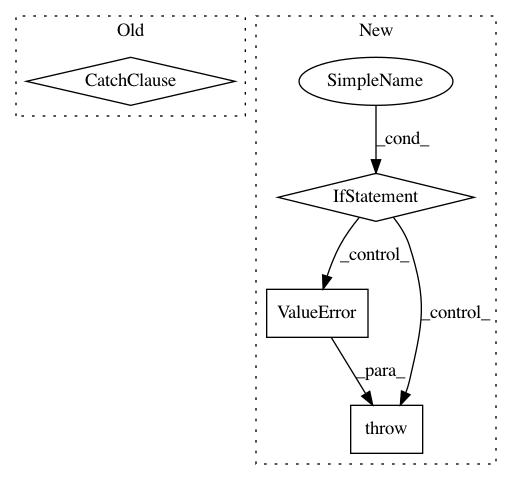 Old
New
CatchClause
SimpleName
_cond_
IfStatement
_control_
_control_
ValueError
_para_
throw